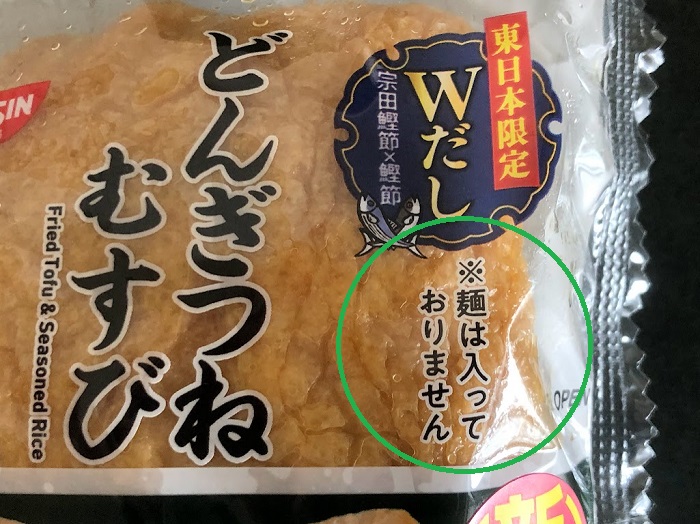 東日本限定
Wだし
宗田鰹節×鰹節
どんぎつね
むすび
Fried Tofu & Seasoned Rice
※麺は入って
おりません
OPEN